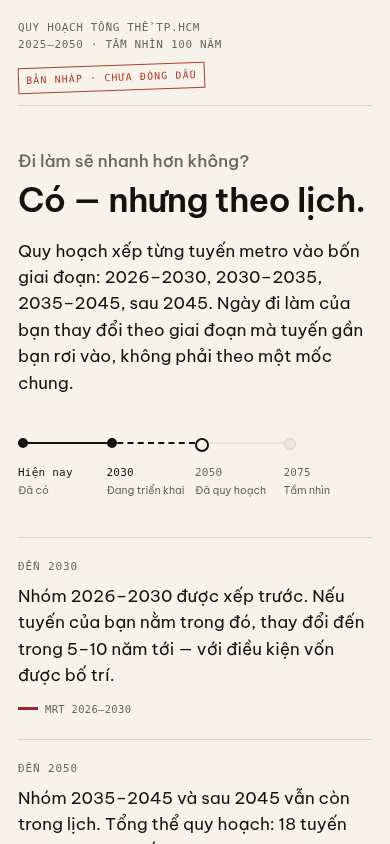 QUY HOẠCH TỔNG THỂ TP.HCM
2025–2050 · TẦM NHÌN 100 NĂM
BẢN NHÁP · CHƯA ĐÓNG DẤU
Đi làm sẽ nhanh hơn không?
Có — nhưng theo lịch.
Quy hoạch xếp từng tuyến metro vào bốn
giai đoạn: 2026–2030, 2030–2035,
2035–2045, sau 2045. Ngày đi làm của
bạn thay đổi theo giai đoạn mà tuyến gần
bạn rơi vào, không phải theo một mốc
chung.
Hiện nay 2030 2050 2075
Đã có Đang triển khai Đã quy hoạch Tầm nhìn
ĐẾN 2030
Nhóm 2026–2030 được xếp trước. Nếu
tuyến của bạn nằm trong đó, thay đổi đến
trong 5–10 năm tới — với điều kiện vốn
được bố trí.
MRT 2026–2030
ĐẾN 2050
Nhóm 2035–2045 và sau 2045 vẫn còn
trong lịch. Tổng thể quy hoạch: 18 tuyến